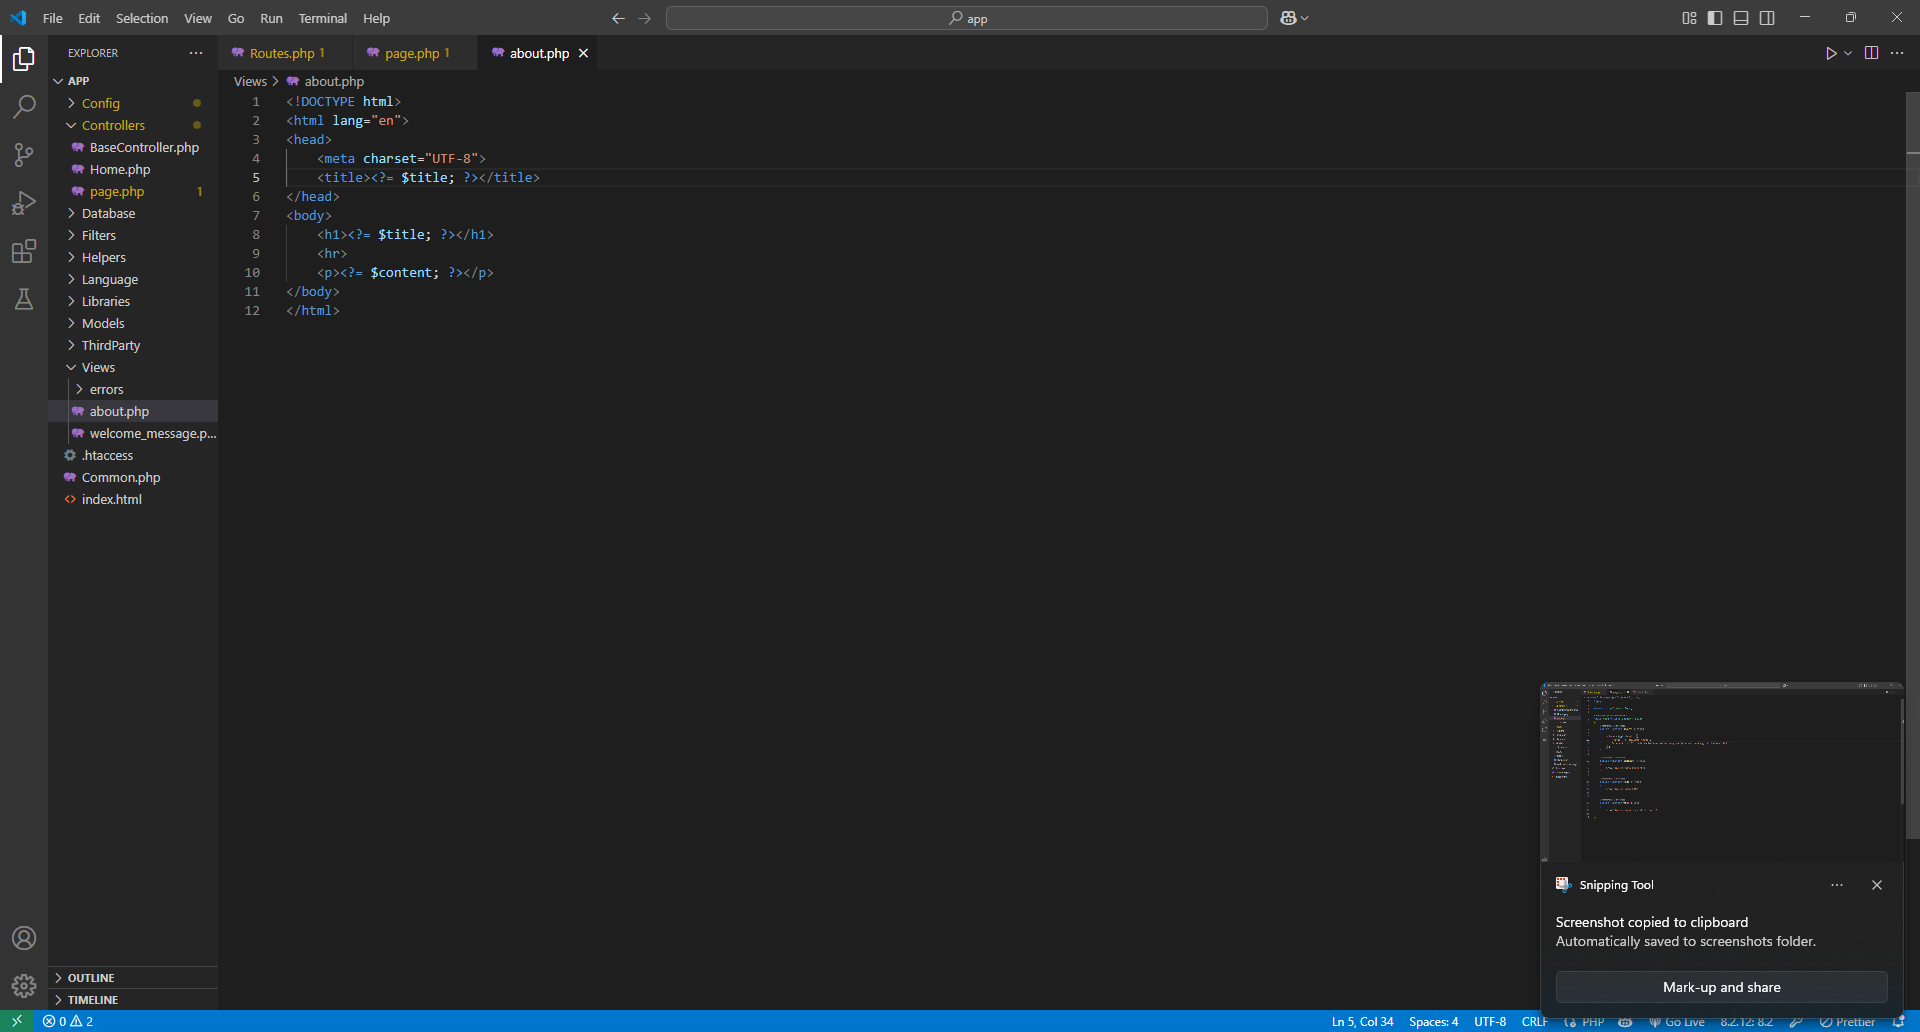 File Edit Selection View Go Run Terminal Help
app
EXPLORER
Routes.php 1
page.php 1
about.php
APP
Config
Controllers
BaseController.php
Home.php
page.php 1
Database
Filters
Helpers
Language
Libraries
Models
ThirdParty
Views
errors
about.php
welcome_message.p...
.htaccess
Common.php
index.html
OUTLINE
TIMELINE
Views > about.php
1 <!DOCTYPE html>
2 <html lang="en">
3 <head>
4 <meta charset="UTF-8">
5 <title><?= $title; ?></title>
6 </head>
7 <body>
8 <h1><?= $title; ?></h1>
9 <hr>
10 <p><?= $content; ?></p>
11 </body>
12 </html>
Snipping Tool
Screenshot copied to clipboard
Automatically saved to screenshots folder.
Mark-up and share
0 2
Ln 5, Col 34 Spaces: 4 UTF-8 CRLF PHP Go Live 8.2.12: 8.2 Prettier